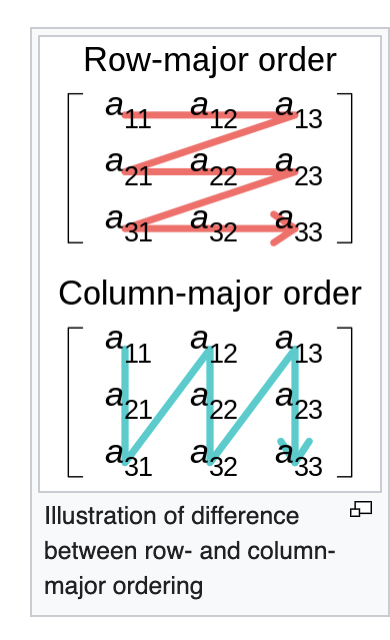 Row-major order
a11 a12 a13
a21 a22 a23
a31 a32 a33
Column-major order
a11 a12 a13
a21 a22 a23
a31 a32 a33
Illustration of difference
between row- and column-
major ordering